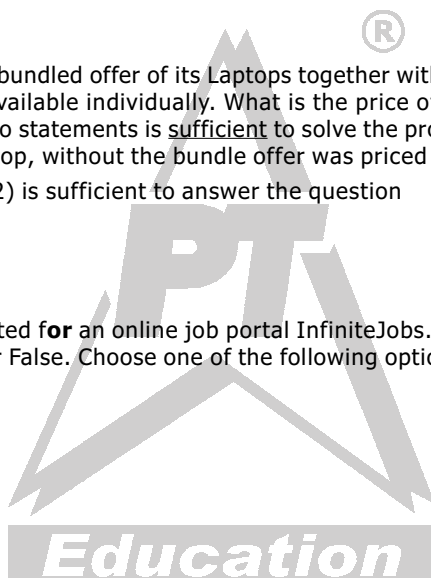 ®
bundled offer of its Laptops together wit
vailable individually. What is the price o
o statements is sufficient to solve the pro
op, without the bundle offer was priced
2) is sufficient to answer the question
PT
ted for an online job portal InfiniteJobs.
r False. Choose one of the following optio
Education